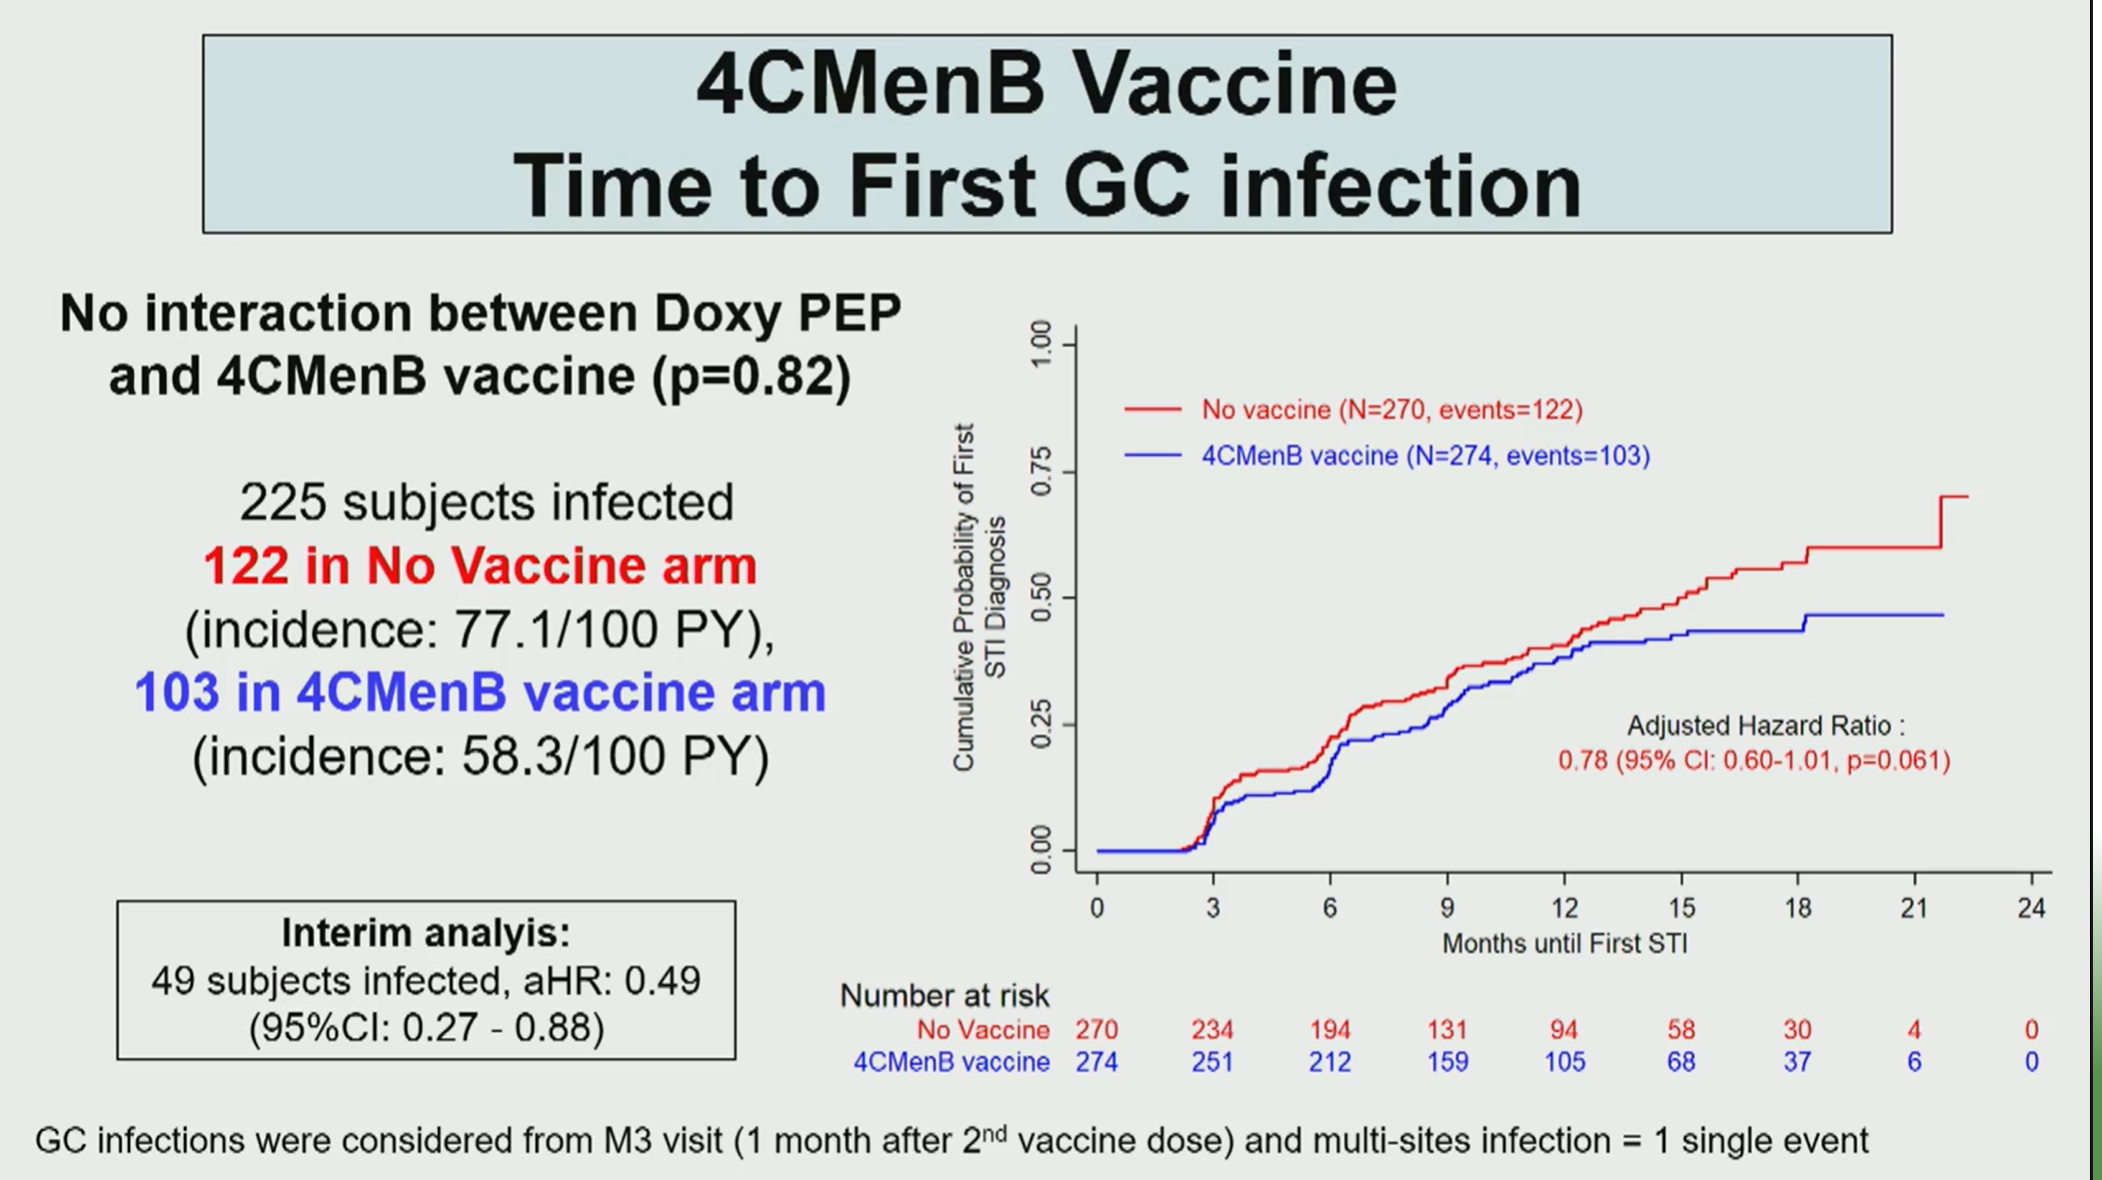 4CMenB Vaccine
Time to First GC infection
No interaction between Doxy PEP
and 4CMenB vaccine (p=0.82)
225 subjects infected
122 in No Vaccine arm
(incidence: 77.1/100 PY),
103 in 4CMenB vaccine arm
(incidence: 58.3/100 PY)
Interim analyis:
49 subjects infected, aHR: 0.49
(95%CI: 0.27 - 0.88)
Cumulative Probability of First
STI Diagnosis
1.00
0.75
0.50
0.25
0.00
No vaccine (N=270, events=122)
4CMenB vaccine (N=274, events=103)
Adjusted Hazard Ratio :
0.78 (95% CI: 0.60-1.01, p=0.061)
0 3 6 9 12 15 18 21 24
Months until First STI
Number at risk
No Vaccine 270 234 194 131 94 58 30 4 0
4CMenB vaccine 274 251 212 159 105 68 37 6 0
GC infections were considered from M3 visit (1 month after 2nd vaccine dose) and multi-sites infection = 1 single event